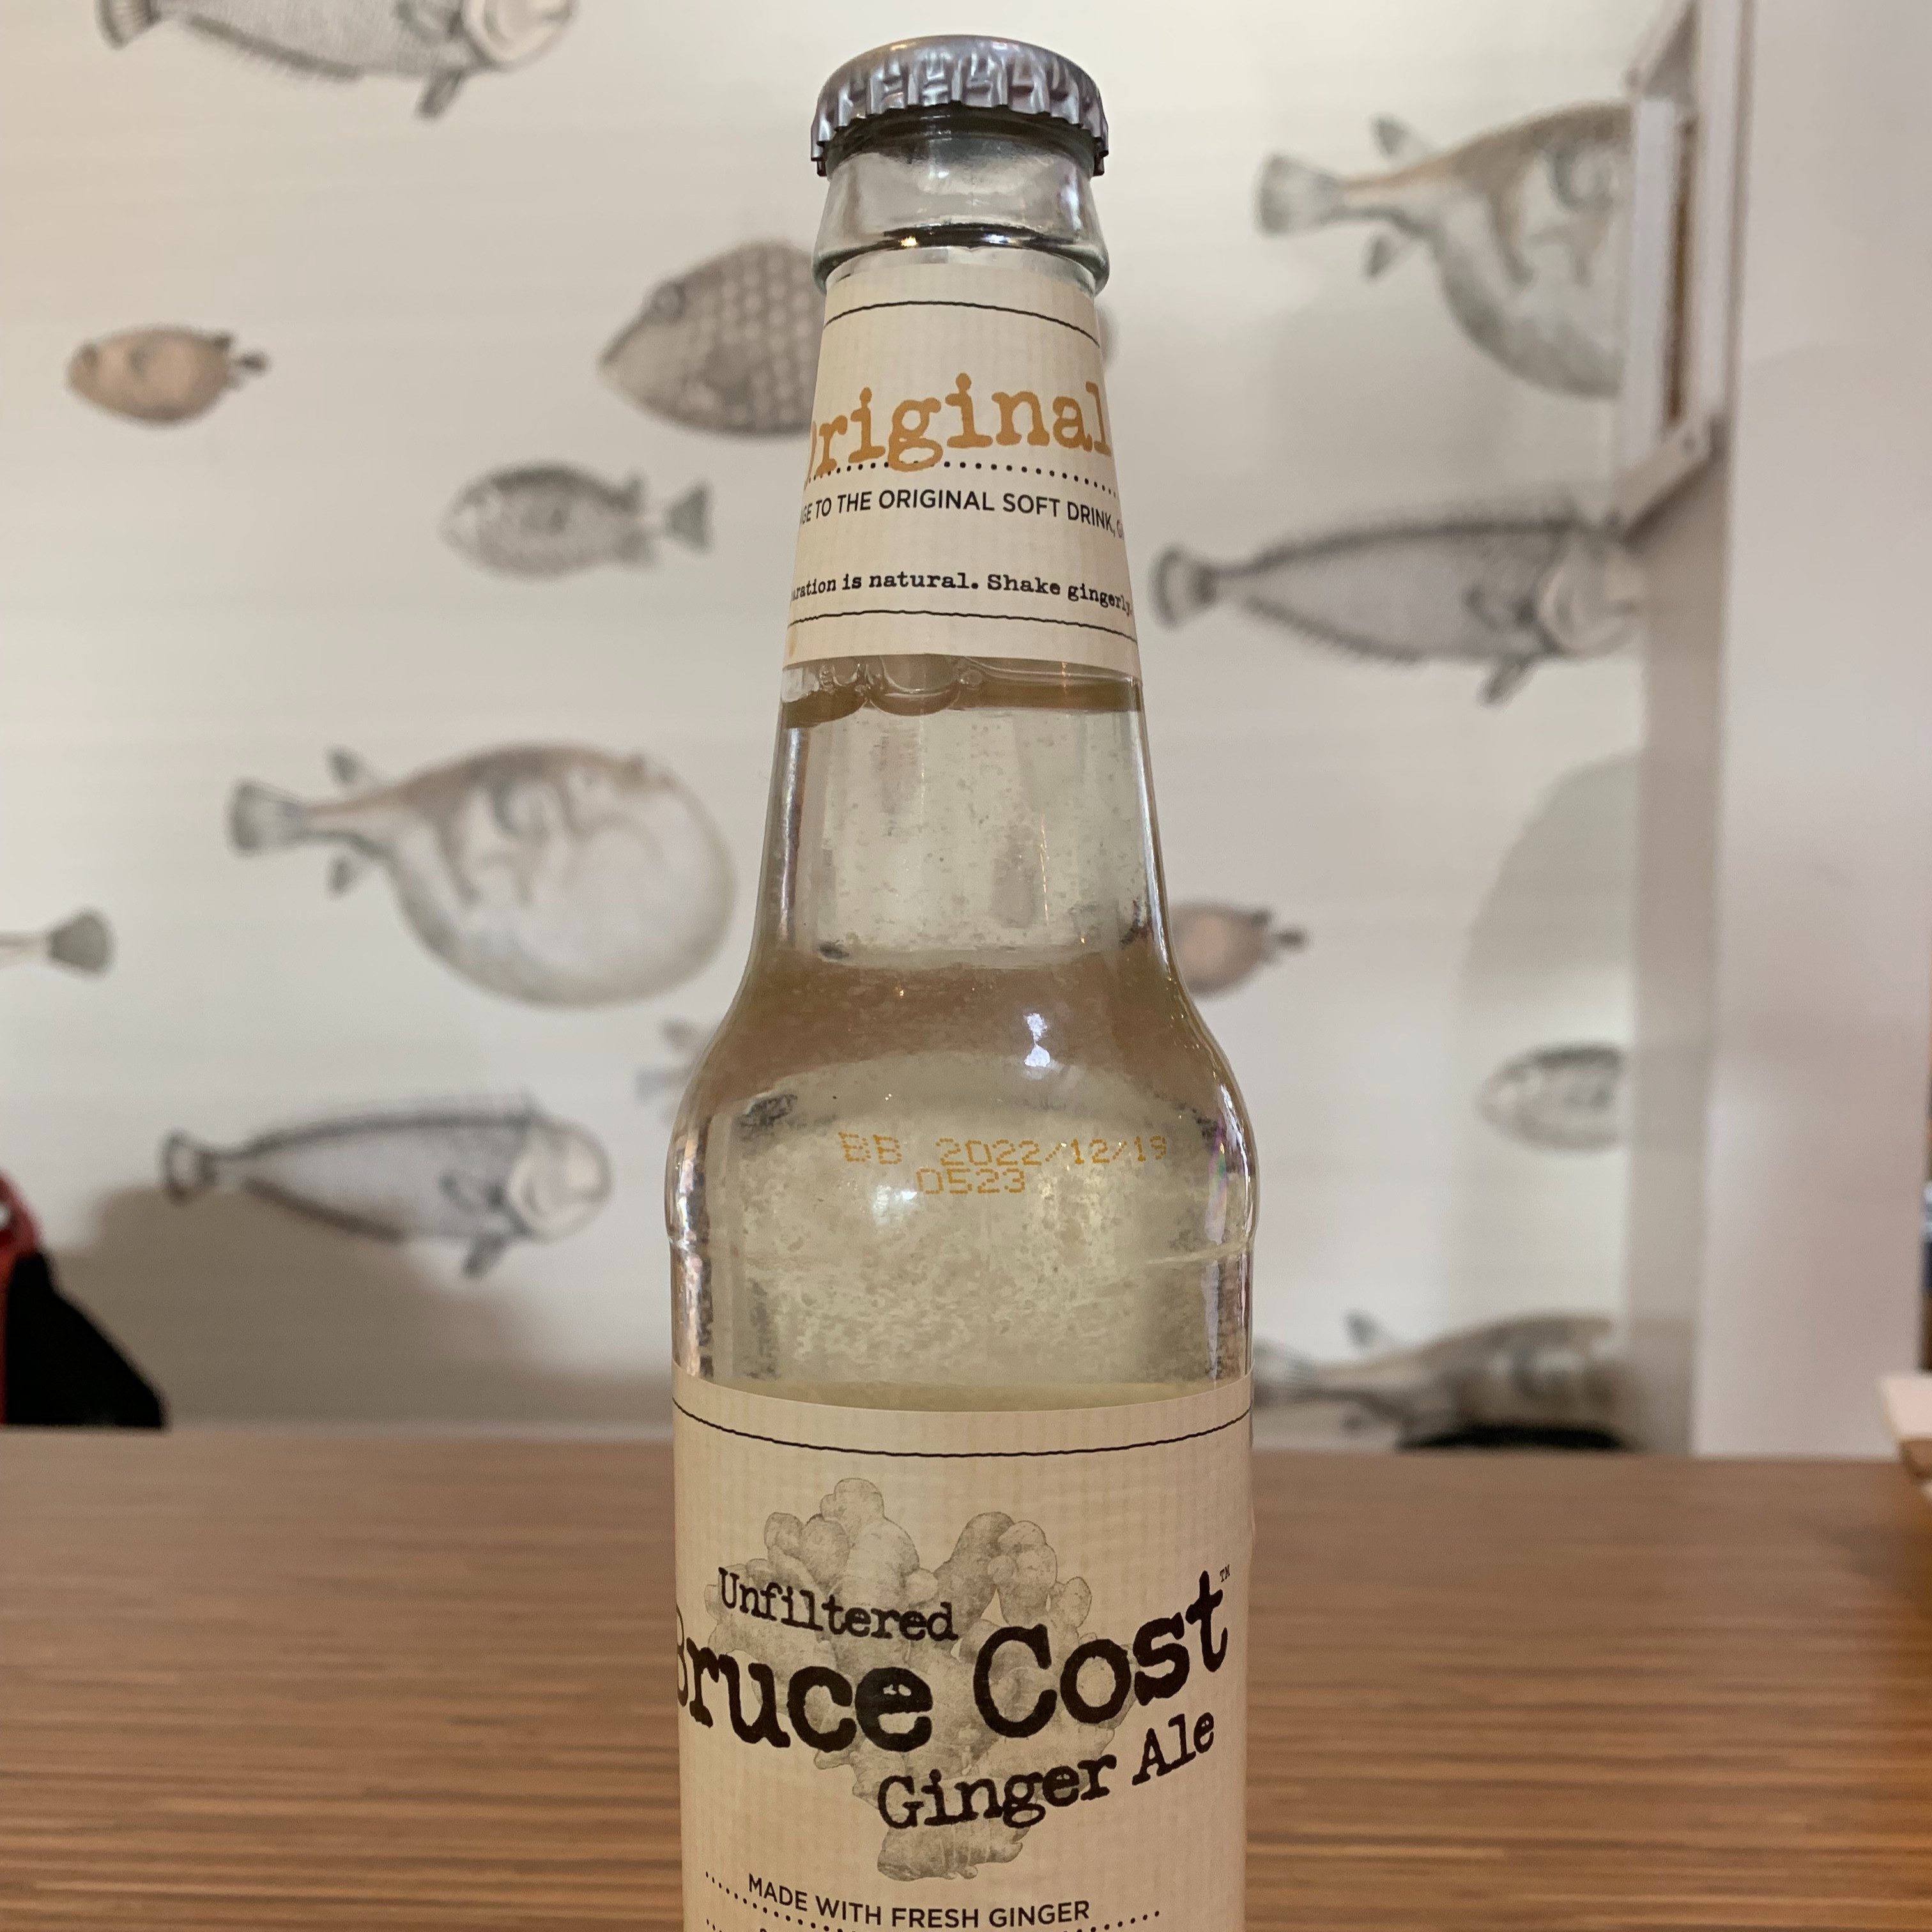 Original
TO THE ORIGINAL SOFT DRINK,
is natural. Shake gingerly.
BB 2022/12/19
0523
Unfiltered
Bruce Cost™
Ginger Ale
MADE WITH FRESH GINGER